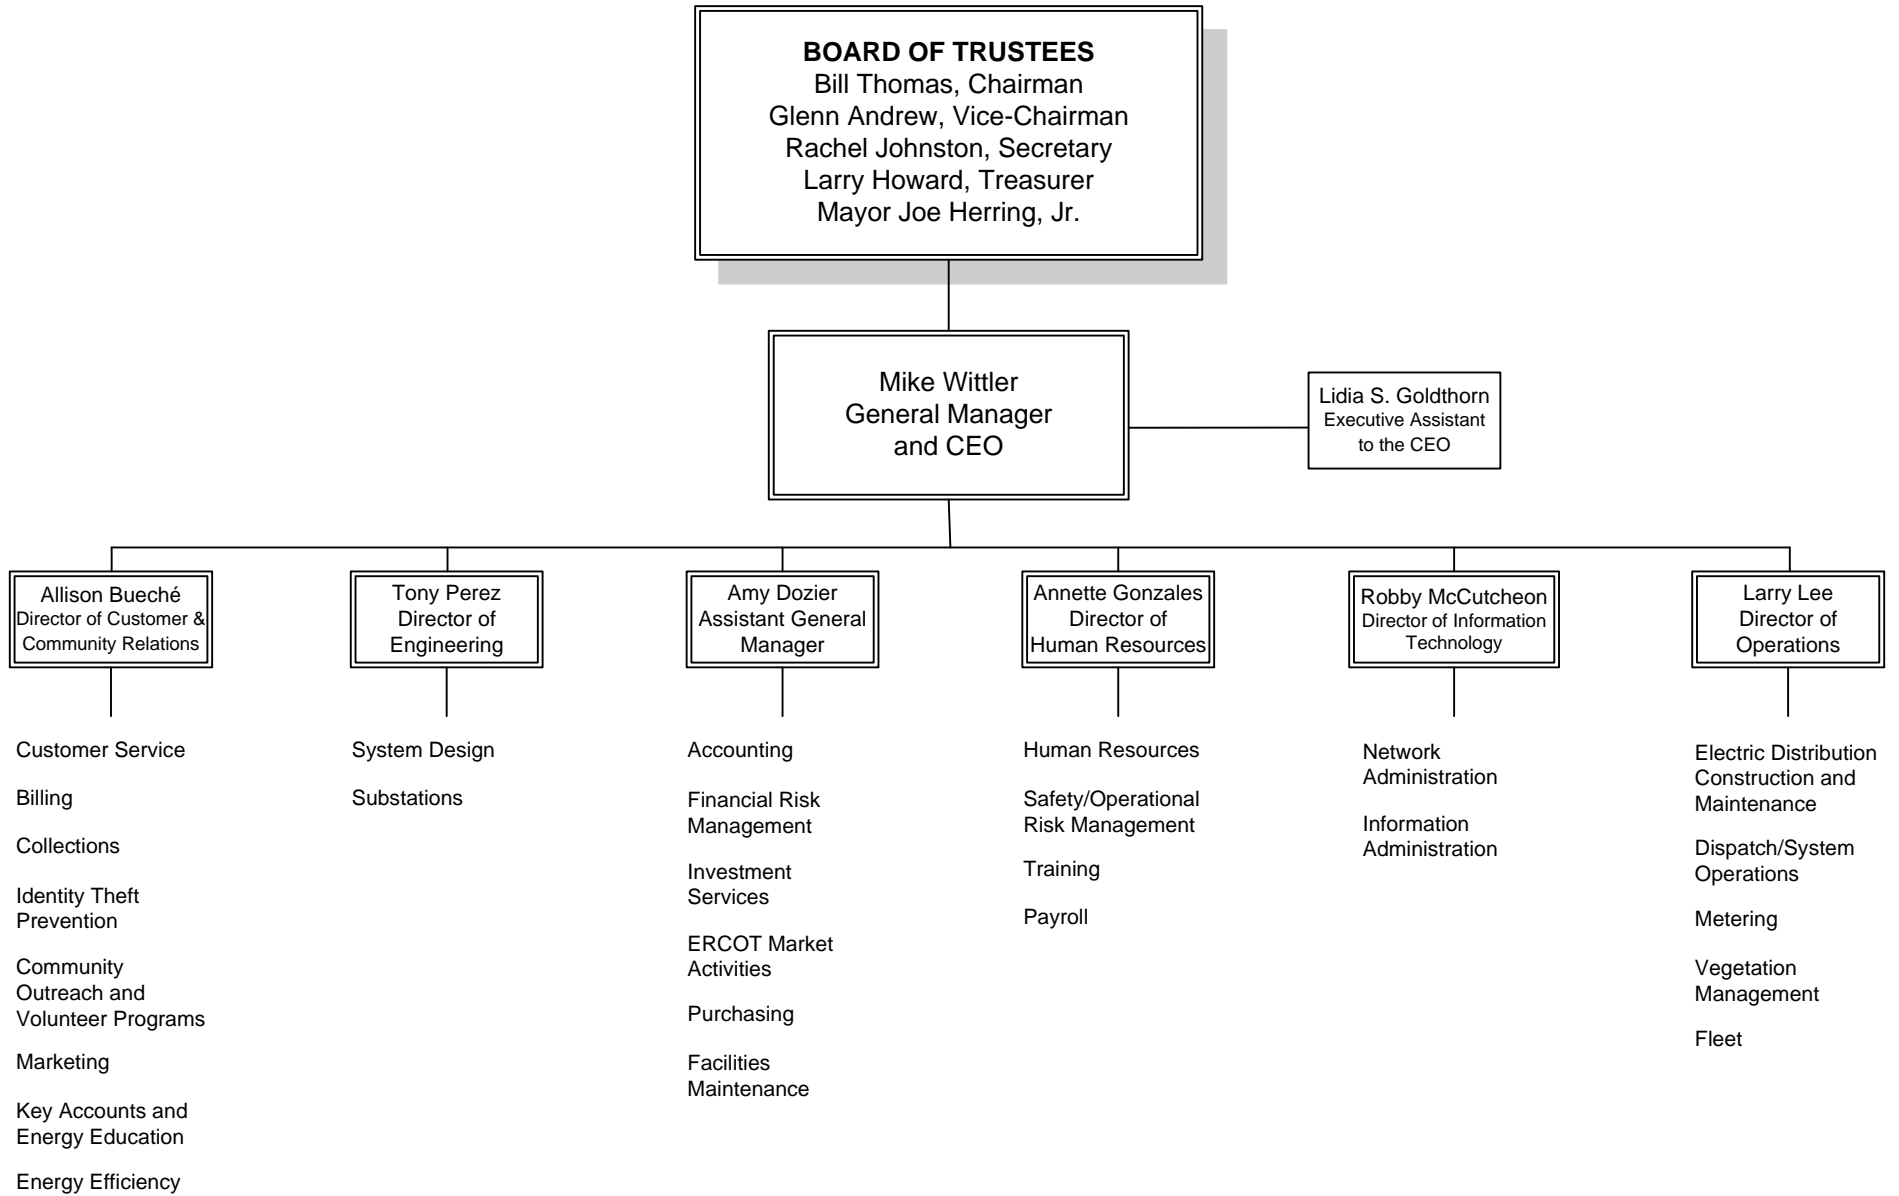 BOARD OF TRUSTEES
Bill Thomas, Chairman
Glenn Andrew, Vice-Chairman
Rachel Johnston, Secretary
Larry Howard, Treasurer
Mayor Joe Herring, Jr.
Mike Wittler
General Manager
and CEO
Lidia S. Goldthorn
Executive Assistant
to the CEO
Allison Bueché
Director of Customer &
Community Relations
Customer Service
Billing
Collections
Identity Theft
Prevention
Community
Outreach and
Volunteer Programs
Marketing
Key Accounts and
Energy Education
Energy Efficiency
Tony Perez
Director of
Engineering
System Design
Substations
Amy Dozier
Assistant General
Manager
Accounting
Financial Risk
Management
Investment
Services
ERCOT Market
Activities
Purchasing
Facilities
Maintenance
Annette Gonzales
Director of
Human Resources
Human Resources
Safety/Operational
Risk Management
Training
Payroll
Robby McCutcheon
Director of Information
Technology
Network
Administration
Information
Administration
Larry Lee
Director of
Operations
Electric Distribution
Construction and
Maintenance
Dispatch/System
Operations
Metering
Vegetation
Management
Fleet